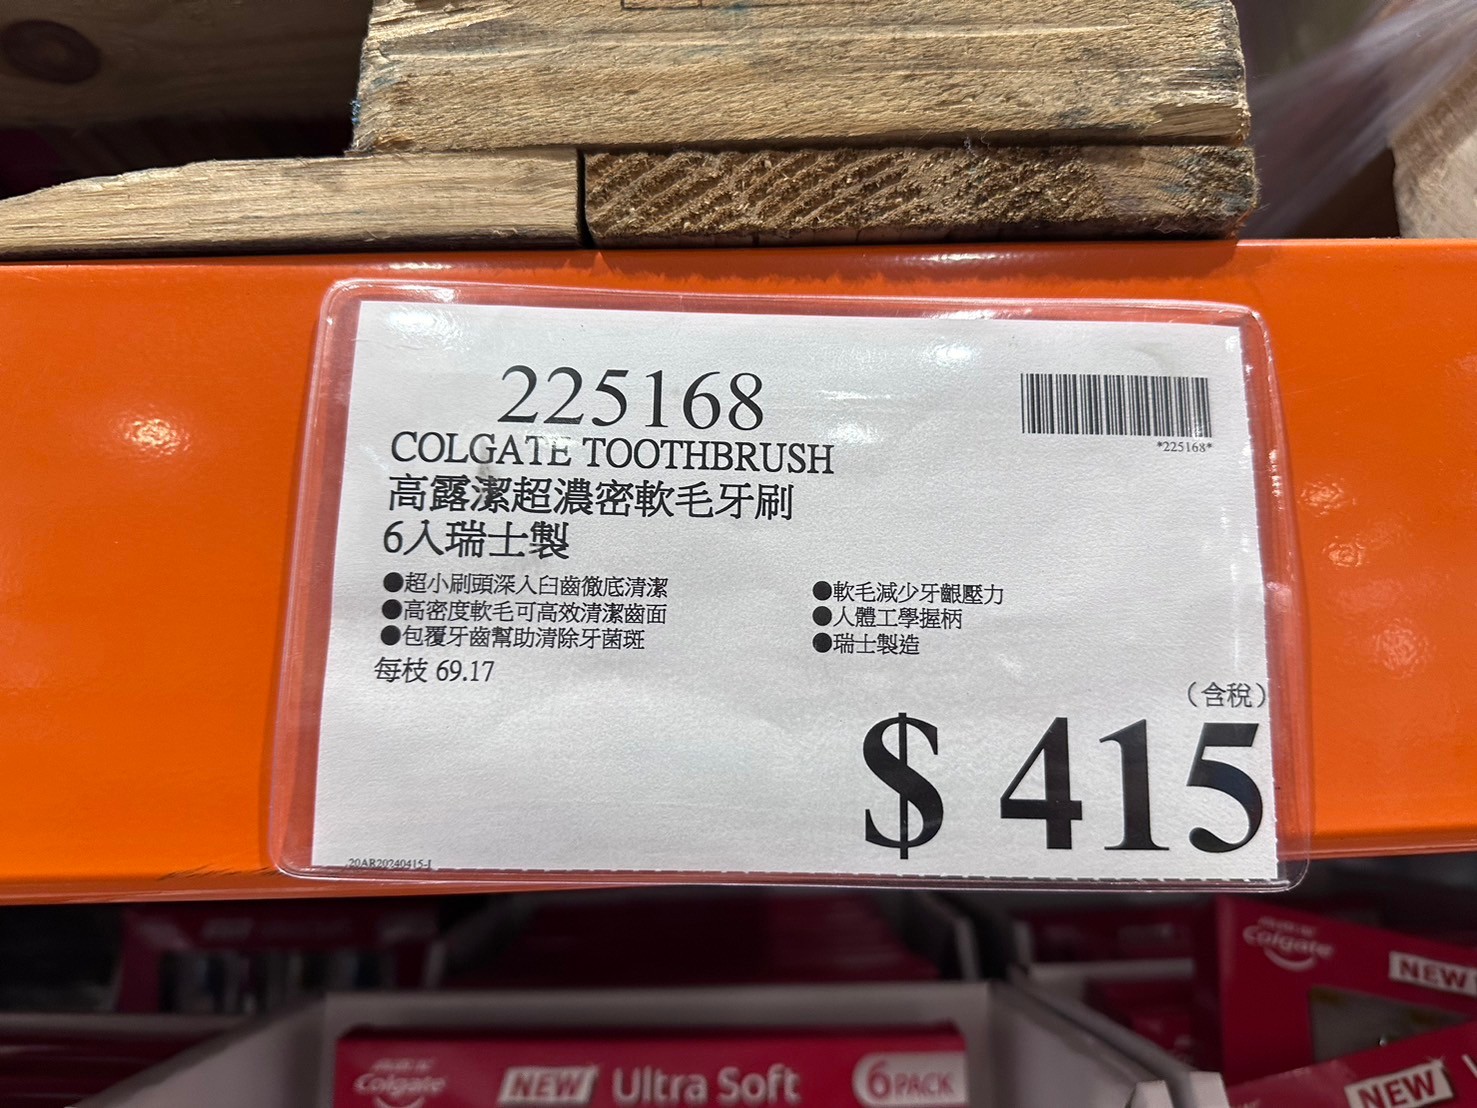 225168
*225168*
COLGATE TOOTHBRUSH
高露潔超濃密軟毛牙刷
6入瑞士製
●超小刷頭深入臼齒徹底清潔
●高密度軟毛可高效清潔齒面
●包覆牙齒幫助清除牙菌斑
●軟毛減少牙齦壓力
●人體工學握柄
●瑞士製造
每枝 69.17
(含稅)
$ 415
20AR20240415-1
Colgate
NEW
Colgate
NEW Ultra Soft 6PACK
NEW